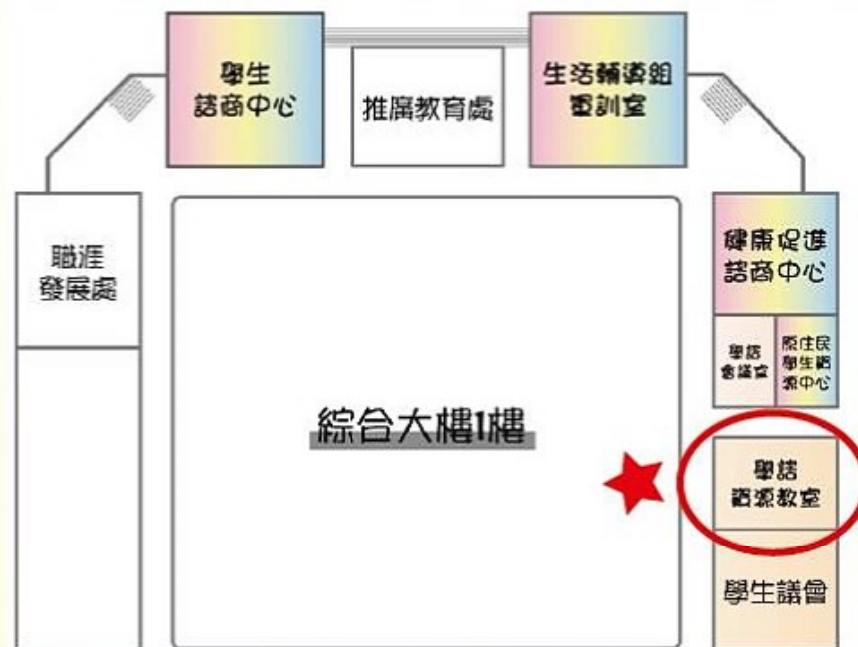 學生
諮商中心
推廣教育處
生活輔導組
軍訓室
職涯
發展處
健康促進
諮商中心
學諮
會議室
原住民
學生資
源中心
綜合大樓1樓
學諮
資源教室
學生議會